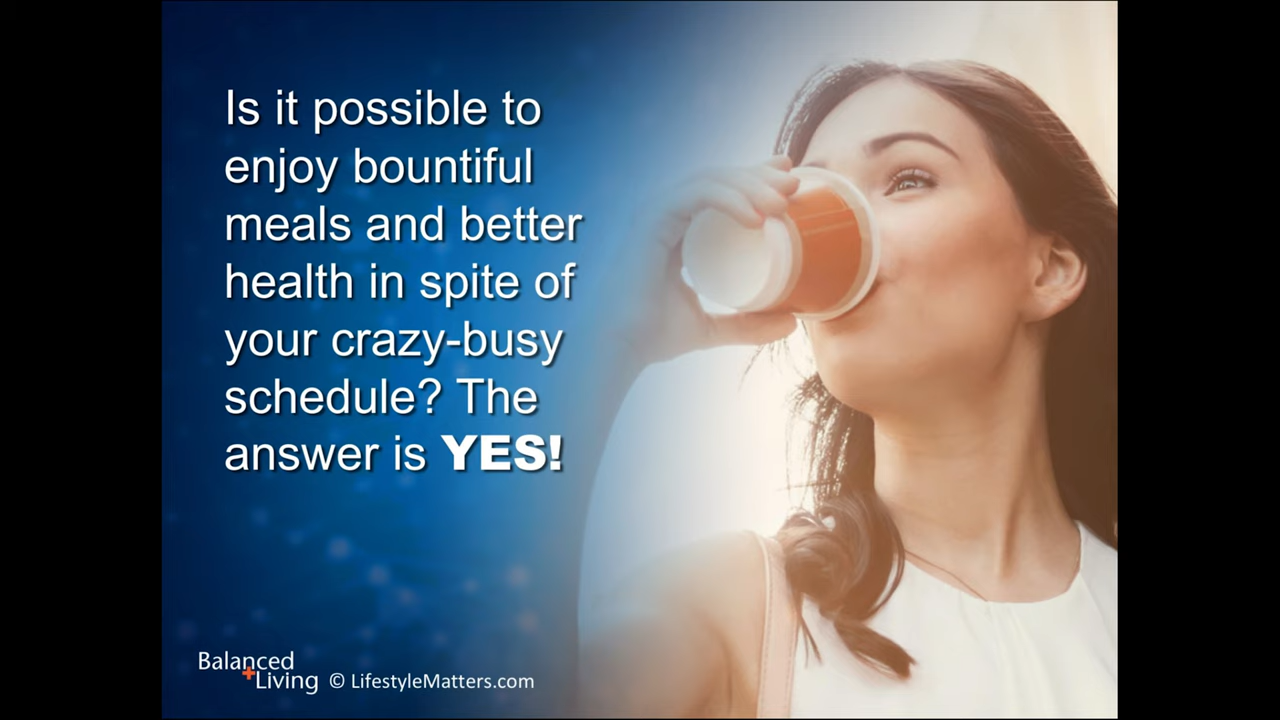 Is it possible to
enjoy bountiful
meals and better
health in spite of
your crazy-busy
schedule? The
answer is YES!
Balanced
+Living © LifestyleMatters.com